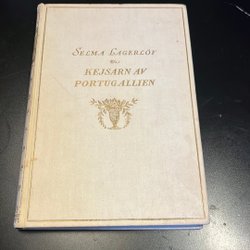 SELMA LAGERLÖF
KEJSARN AV
PORTUGALLIEN